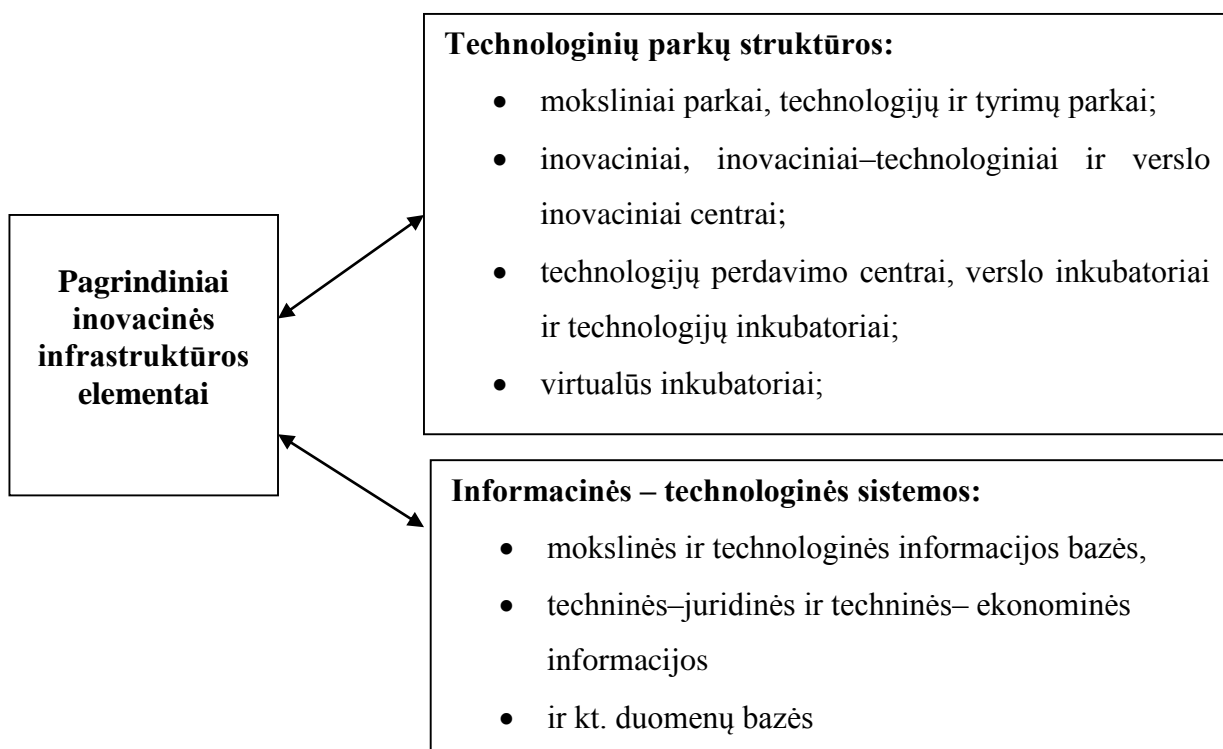 Pagrindiniai
inovacinės
infrastruktūros
elementai
Technologinių parkų struktūros:
• moksliniai parkai, technologijų ir tyrimų parkai;
• inovaciniai, inovaciniai–technologiniai ir verslo
inovaciniai centrai;
• technologijų perdavimo centrai, verslo inkubatoriai
ir technologijų inkubatoriai;
• virtualūs inkubatoriai;
Informacinės – technologinės sistemos:
• mokslinės ir technologinės informacijos bazės,
• techninės–juridinės ir techninės– ekonominės
informacijos
• ir kt. duomenų bazės